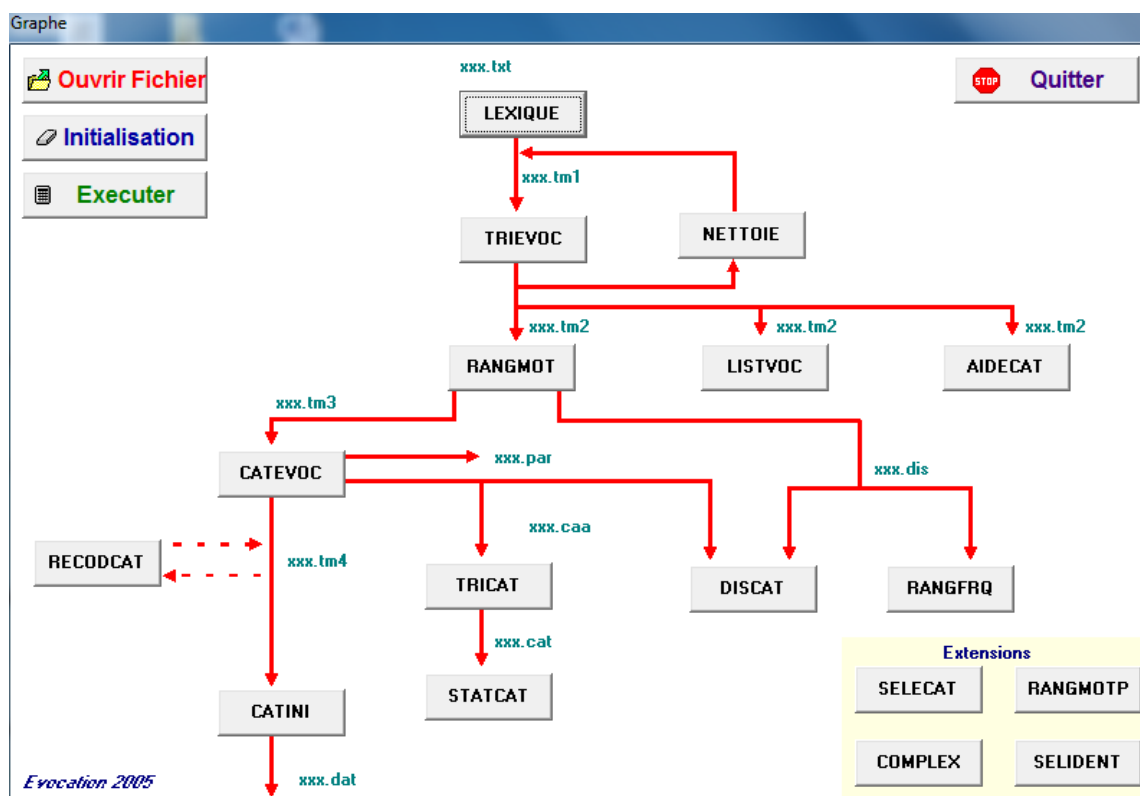 Graphe
Ouvrir Fichier
xxx.txt
Quitter
STOP
LEXIQUE
Initialisation
xxx.tm1
Executer
TRIEVOC
NETTOIE
xxx.tm2
xxx.tm2
xxx.tm2
RANGMOT
LISTVOC
AIDECAT
xxx.tm3
CATEVOC
xxx.par
xxx.dis
xxx.caa
RECODCAT
xxx.tm4
TRICAT
DISCAT
RANGFRQ
xxx.cat
Extensions
STATCAT
SELECAT
RANGMOTP
CATINI
COMPLEX
SELIDENT
Evocation 2005
xxx.dat